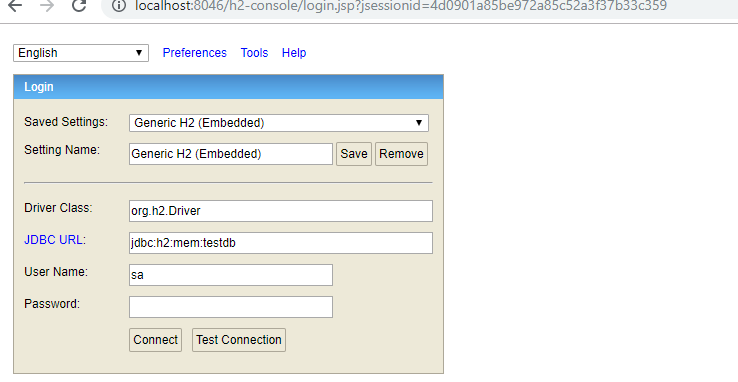 localhost:8046/h2-console/login.jsp?jsessionid=4d0901a85be972a85c52a3f37b33c359
English Preferences Tools Help
Login
Saved Settings: Generic H2 (Embedded)
Setting Name: Generic H2 (Embedded) Save Remove
Driver Class: org.h2.Driver
JDBC URL: jdbc:h2:mem:testdb
User Name: sa
Password:
Connect Test Connection